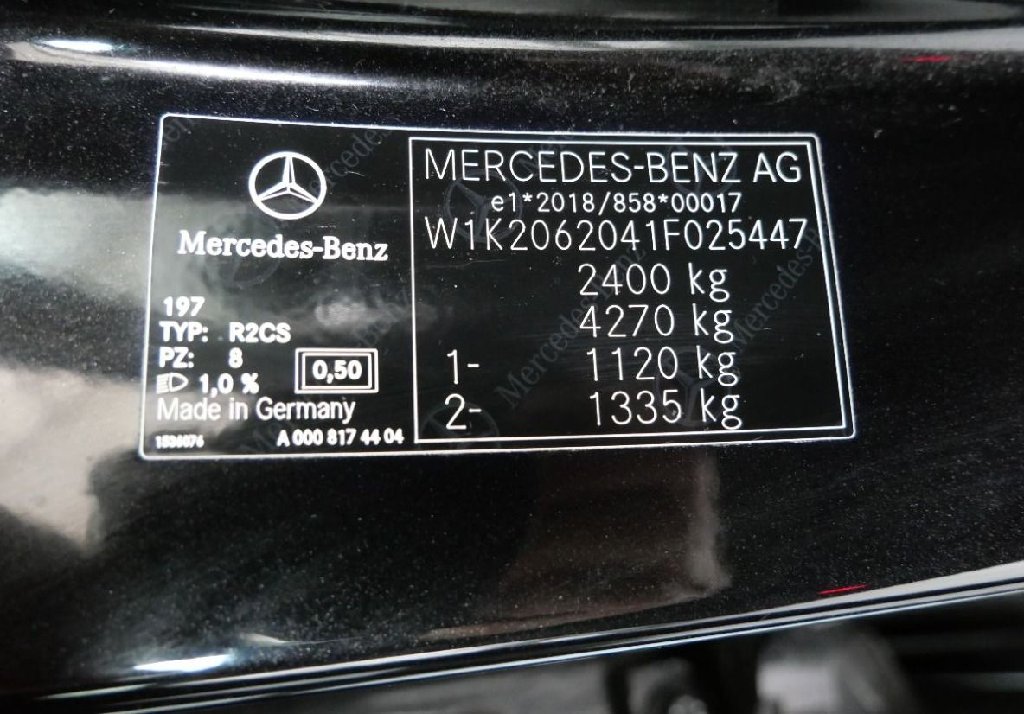 Mercedes-Benz
197
TYP: R2CS
PZ: 8
1,0 %
0,50
Made in Germany
A 000 817 44 04
MERCEDES-BENZ AG
e1*2018/858*00017
W1K2062041F025447
2400 kg
4270 kg
1- 1120 kg
2- 1335 kg